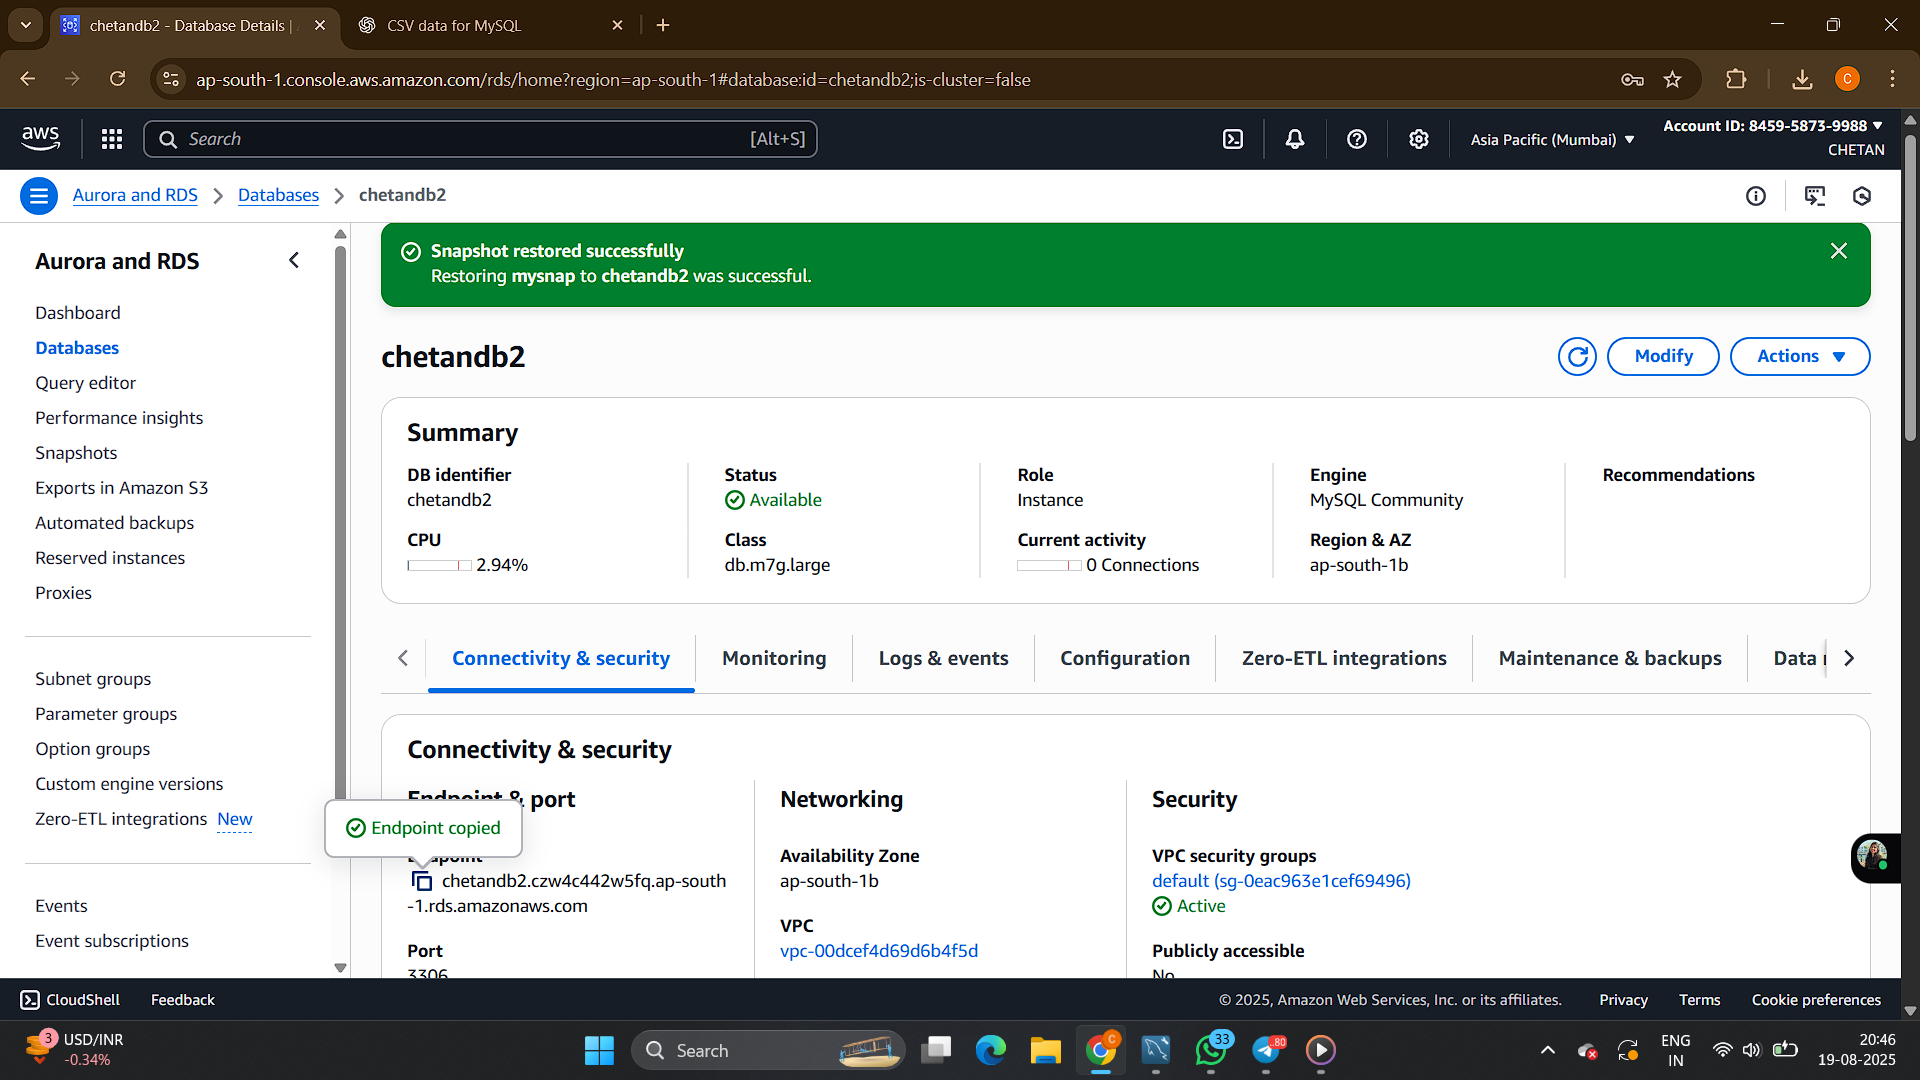 chetandb2 - Database Details |
CSV data for MySQL
ap-south-1.console.aws.amazon.com/rds/home?region=ap-south-1#database:id=chetandb2;is-cluster=false
C
aws
Search
[Alt+S]
Asia Pacific (Mumbai)
Account ID: 8459-5873-9988
CHETAN
Aurora and RDS
Databases
chetandb2
Aurora and RDS
Dashboard
Databases
Query editor
Performance insights
Snapshots
Exports in Amazon S3
Automated backups
Reserved instances
Proxies
Subnet groups
Parameter groups
Option groups
Custom engine versions
Zero-ETL integrations New
Events
Event subscriptions
Snapshot restored successfully
Restoring mysnap to chetandb2 was successful.
chetandb2
Modify
Actions
Summary
DB identifier
chetandb2
Status
Available
Role
Instance
Engine
MySQL Community
Recommendations
CPU
2.94%
Class
db.m7g.large
Current activity
0 Connections
Region & AZ
ap-south-1b
Connectivity & security
Monitoring
Logs & events
Configuration
Zero-ETL integrations
Maintenance & backups
Data
Connectivity & security
Endpoint & port
Endpoint copied
Endpoint
chetandb2.czw4c442w5fq.ap-south
-1.rds.amazonaws.com
Port
3306
Networking
Availability Zone
ap-south-1b
VPC
vpc-00dcef4d69d6b4f5d
Security
VPC security groups
default (sg-0eac963e1cef69496)
Active
Publicly accessible
No
CloudShell
Feedback
© 2025, Amazon Web Services, Inc. or its affiliates.
Privacy
Terms
Cookie preferences
3
USD/INR
-0.34%
Search
C
33
80
ENG
IN
20:46
19-08-2025